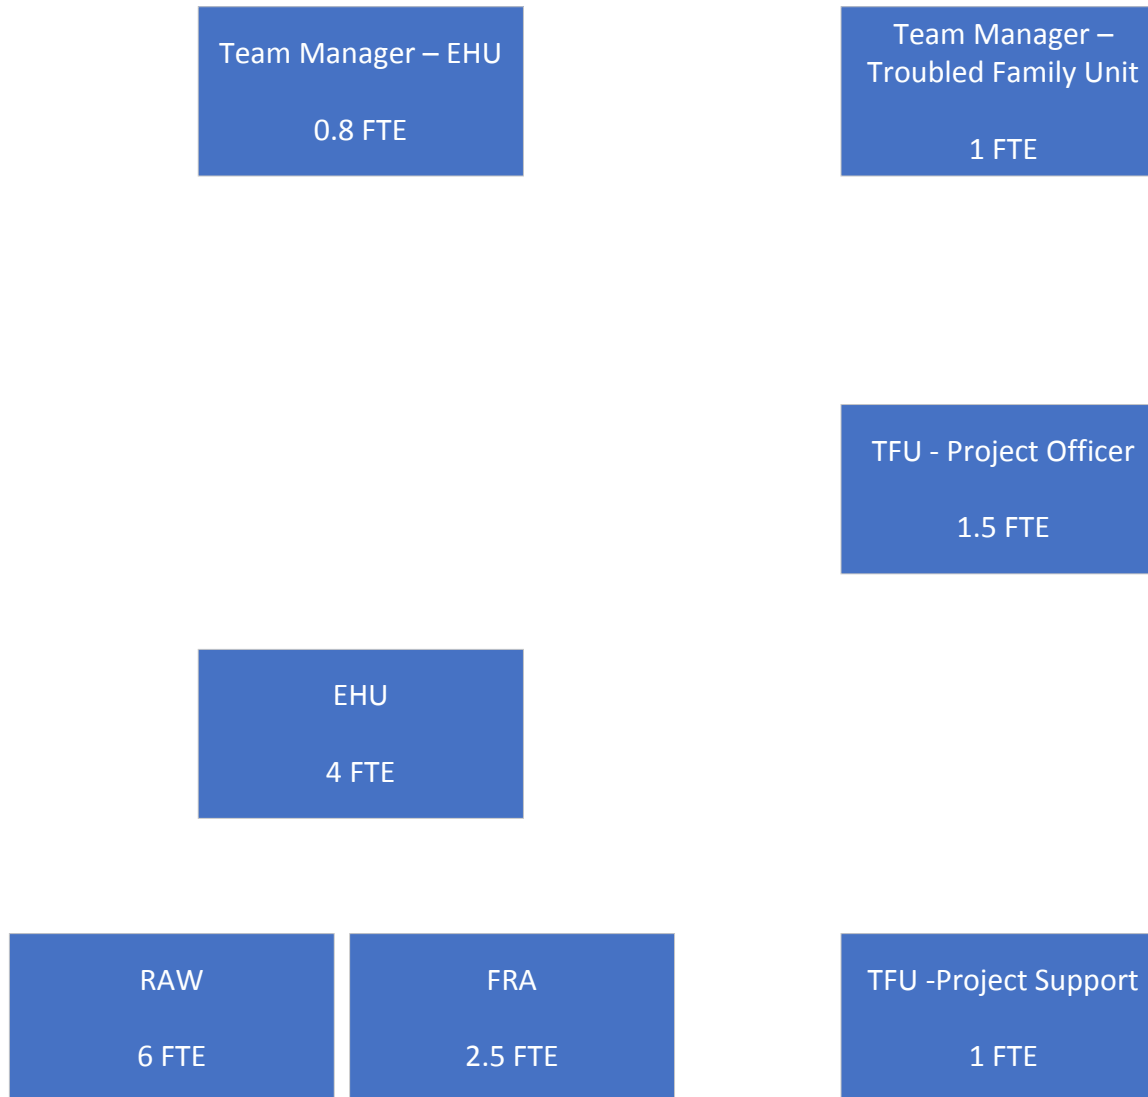 Team Manager – EHU
0.8 FTE
Team Manager –
Troubled Family Unit
1 FTE
TFU - Project Officer
1.5 FTE
EHU
4 FTE
RAW
6 FTE
FRA
2.5 FTE
TFU -Project Support
1 FTE